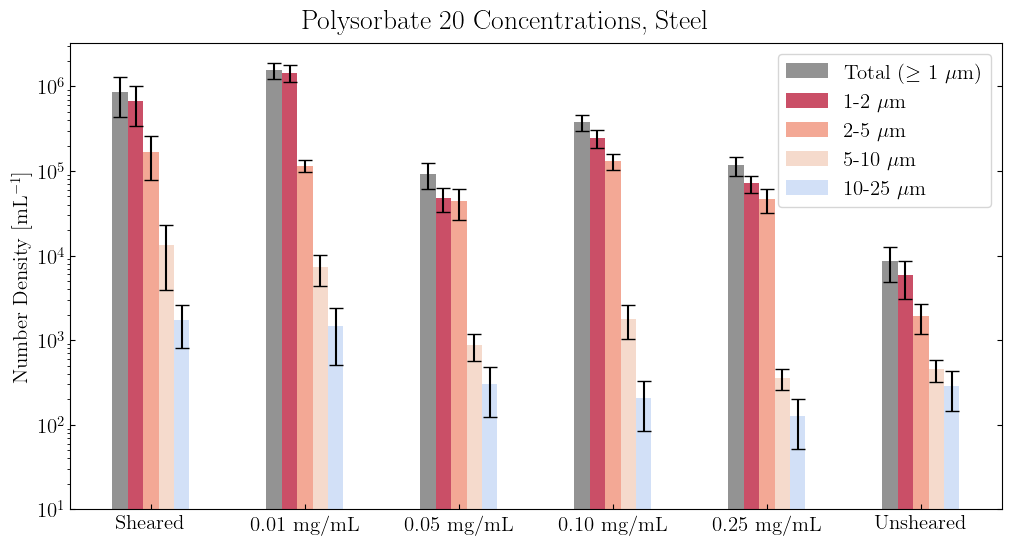 Polysorbate 20 Concentrations, Steel
Total (≥ 1 μm)
1-2 μm
2-5 μm
5-10 μm
10-25 μm
Number Density [mL⁻¹]
10⁶
10⁵
10⁴
10³
10²
10¹
Sheared
0.01 mg/mL
0.05 mg/mL
0.10 mg/mL
0.25 mg/mL
Unsheared